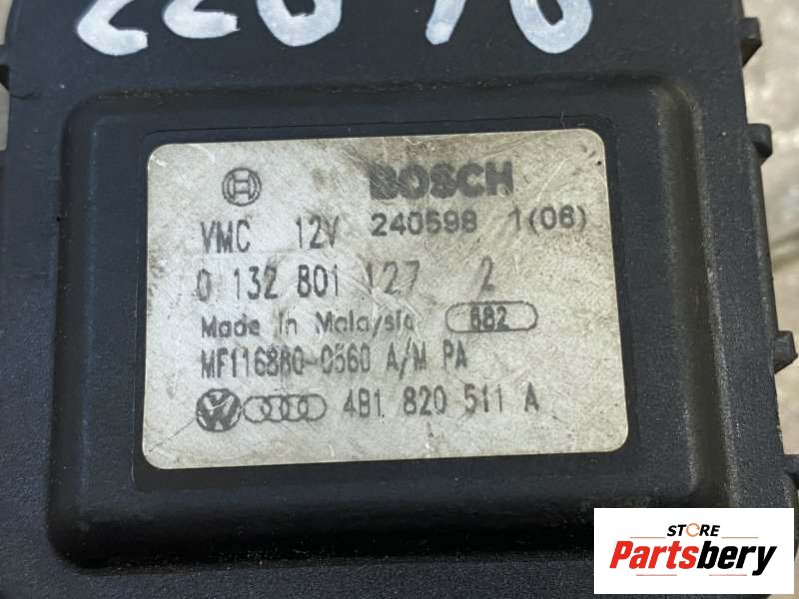 BOSCH
VMC 12V 240598 1(06)
0 132 801 127 2
Made in Malaysia 882
MF116880-0560 A/M PA
4B1 820 511 A
STORE
Partsbery